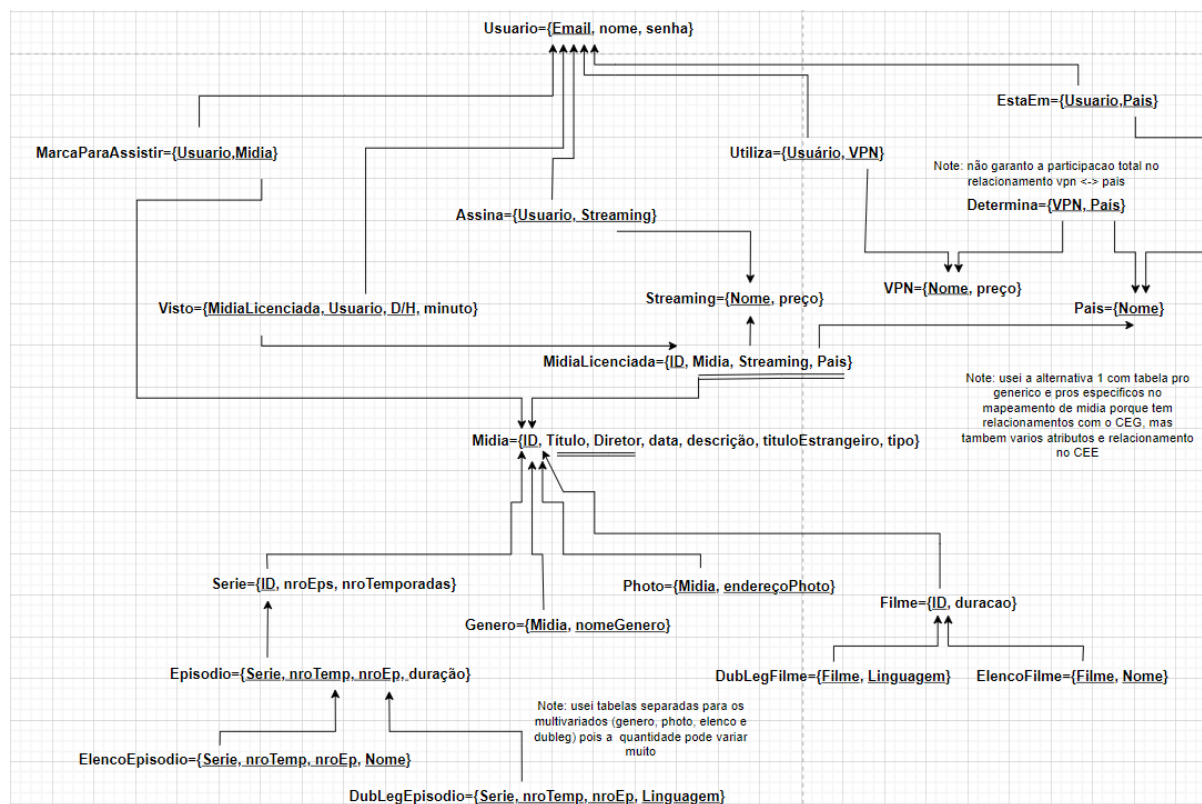 Usuario={Email, nome, senha}
EstaEm={Usuario,Pais}
MarcaParaAssistir={Usuario,Midia}
Utiliza={Usuário, VPN}
Note: não garanto a participacao total no
relacionamento vpn <-> pais
Assina={Usuario, Streaming}
Determina={VPN, País}
VPN={Nome, preço}
Streaming={Nome, preço}
Visto={MidiaLicenciada, Usuario, D/H, minuto}
Pais={Nome}
MidiaLicenciada={ID, Midia, Streaming, Pais}
Note: usei a alternativa 1 com tabela pro
generico e pros especificos no
mapeamento de midia porque tem
relacionamentos com o CEG, mas
tambem varios atributos e relacionamento
no CEE
Midia={ID, Título, Diretor, data, descrição, tituloEstrangeiro, tipo}
Serie={ID, nroEps, nroTemporadas}
Photo={Midia, endereçoPhoto}
Filme={ID, duracao}
Genero={Midia, nomeGenero}
Episodio={Serie, nroTemp, nroEp, duração}
DubLegFilme={Filme, Linguagem}
ElencoFilme={Filme, Nome}
Note: usei tabelas separadas para os
multivariados (genero, photo, elenco e
dubleg) pois a quantidade pode variar
muito
ElencoEpisodio={Serie, nroTemp, nroEp, Nome}
DubLegEpisodio={Serie, nroTemp, nroEp, Linguagem}